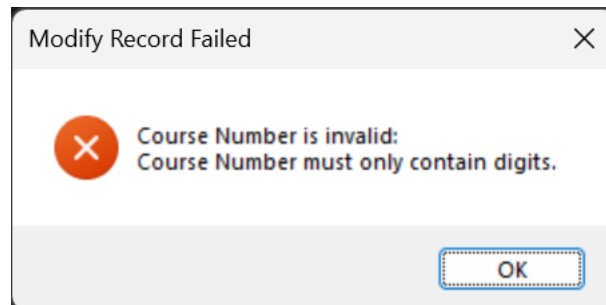 Modify Record Failed
Course Number is invalid:
Course Number must only contain digits.
OK